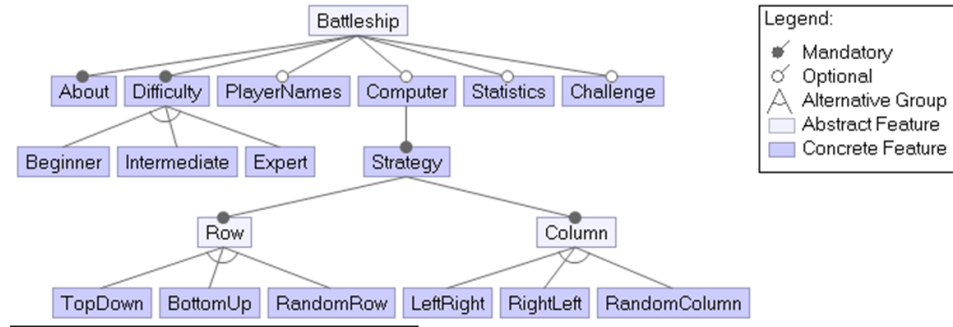 Battleship
Legend:
Mandatory
Optional
Alternative Group
Abstract Feature
Concrete Feature
About Difficulty PlayerNames Computer Statistics Challenge
Beginner Intermediate Expert Strategy
Row Column
TopDown BottomUp RandomRow LeftRight RightLeft RandomColumn